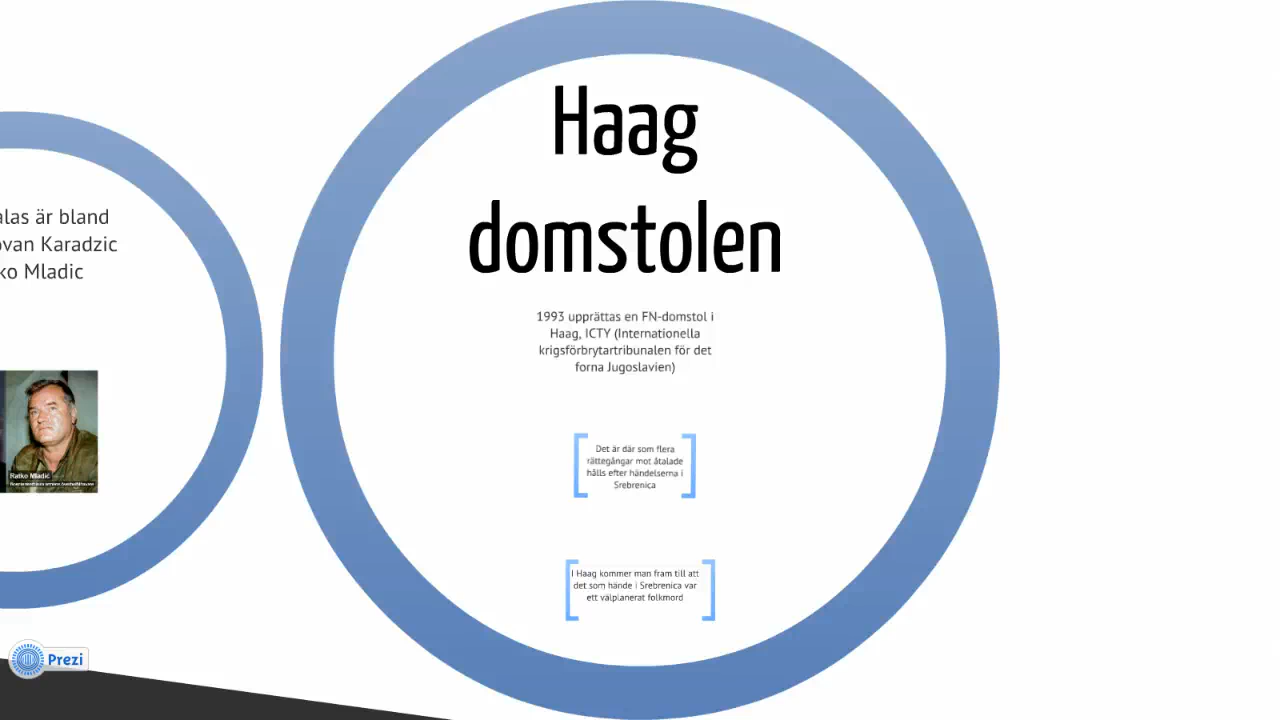 Haag
domstolen
1993 upprättas en FN-domstol i
Haag, ICTY (Internationella
krigsförbrytartribunalen för det
forna Jugoslavien)
Det är där som flera
rättegångar mot åtalade
hålls efter händelserna i
Srebrenica
I Haag kommer man fram till att
det som hände i Srebrenica var
ett välplanerat folkmord
alas är bland
ovan Karadzic
ko Mladic
Ratko Mladić
Prezi